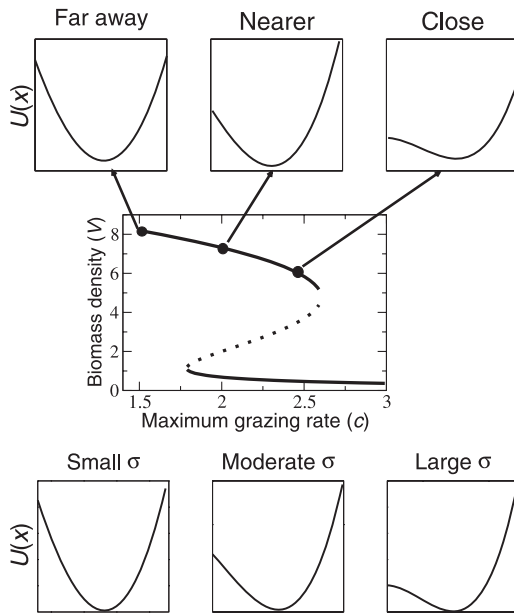 Far away Nearer Close
U(x)
Biomass density (V)
8
6
4
2
0
1.5 2 2.5 3
Maximum grazing rate (c)
Small σ Moderate σ Large σ
U(x)